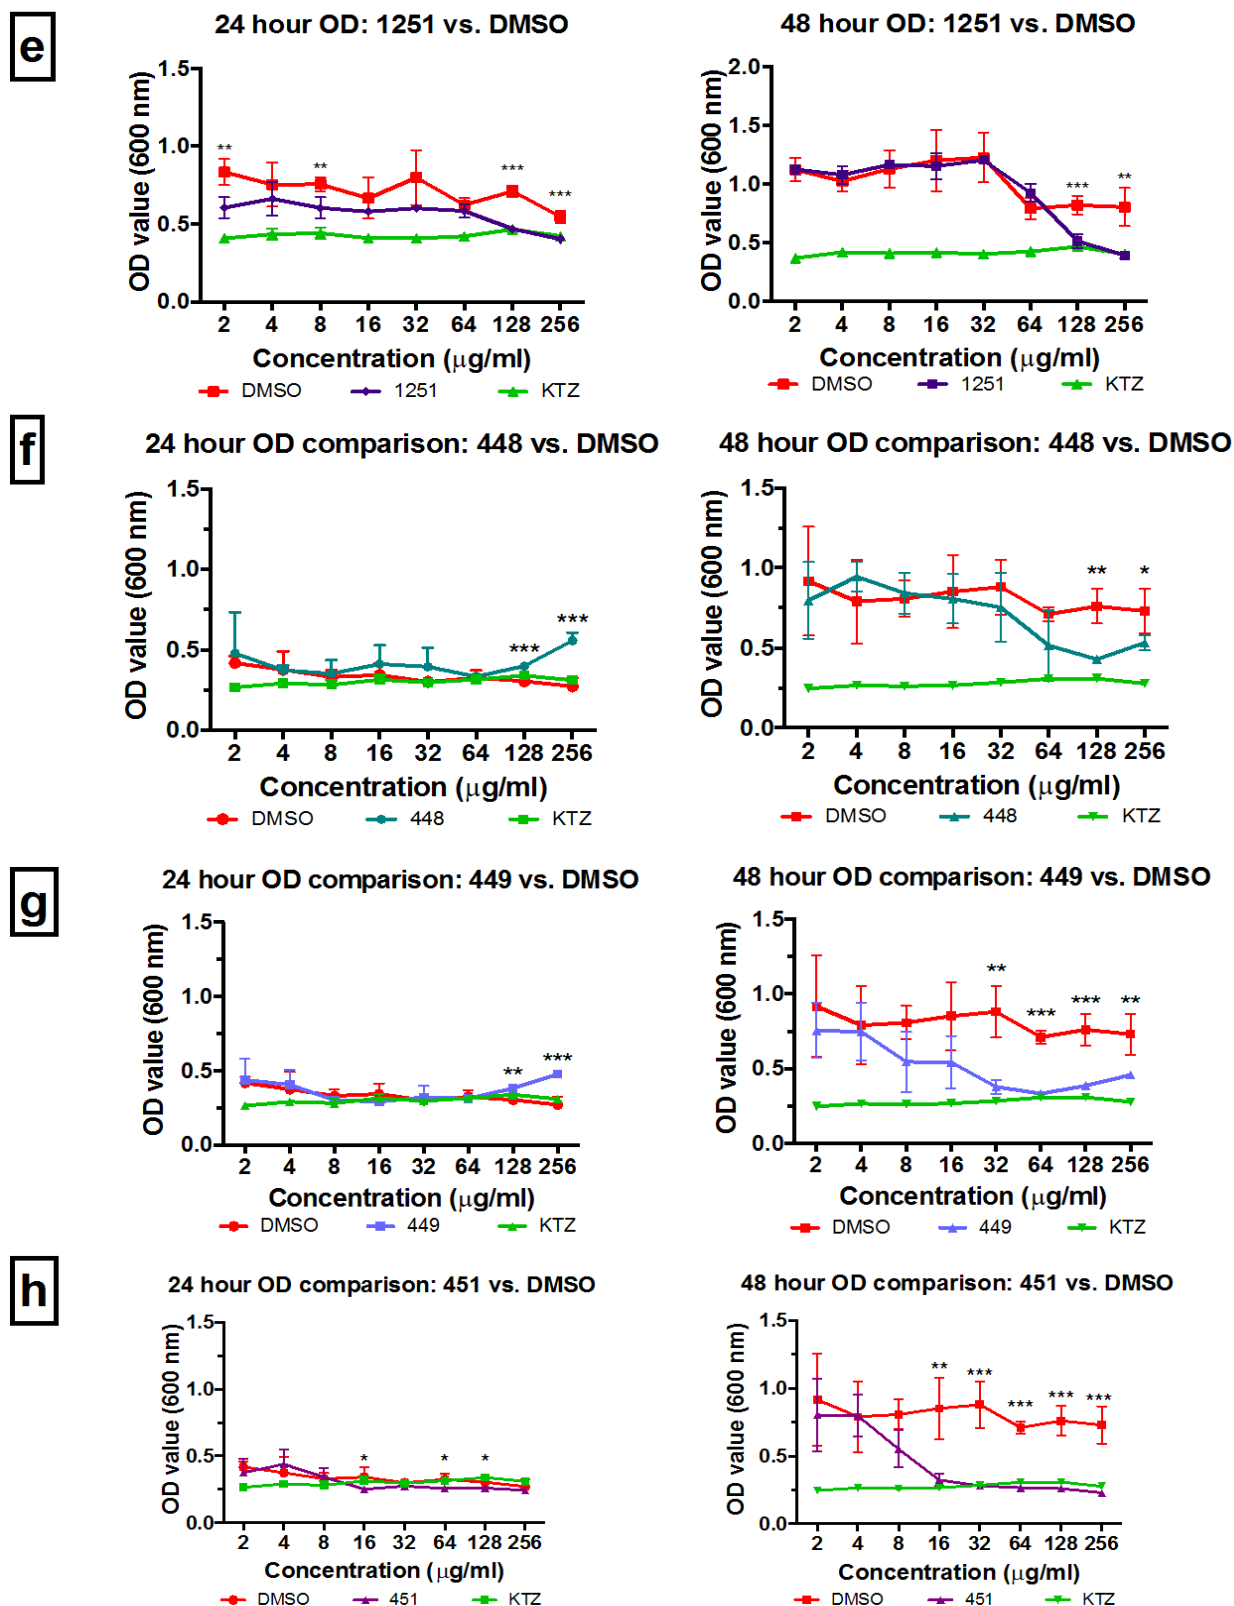 e
24 hour OD: 1251 vs. DMSO
OD value (600 nm)
1.5
1.0
0.5
0.0
** ** *** ***
2 4 8 16 32 64 128 256
Concentration (μg/ml)
DMSO 1251 KTZ
48 hour OD: 1251 vs. DMSO
OD value (600 nm)
2.0
1.5
1.0
0.5
0.0
*** **
2 4 8 16 32 64 128 256
Concentration (μg/ml)
DMSO 1251 KTZ
f
24 hour OD comparison: 448 vs. DMSO
OD value (600 nm)
1.5
1.0
0.5
0.0
*** ***
2 4 8 16 32 64 128 256
Concentration (μg/ml)
DMSO 448 KTZ
48 hour OD comparison: 448 vs. DMSO
OD value (600 nm)
1.5
1.0
0.5
0.0
** *
2 4 8 16 32 64 128 256
Concentration (μg/ml)
DMSO 448 KTZ
g
24 hour OD comparison: 449 vs. DMSO
OD value (600 nm)
1.5
1.0
0.5
0.0
** ***
2 4 8 16 32 64 128 256
Concentration (μg/ml)
DMSO 449 KTZ
48 hour OD comparison: 449 vs. DMSO
OD value (600 nm)
1.5
1.0
0.5
0.0
** *** *** **
2 4 8 16 32 64 128 256
Concentration (μg/ml)
DMSO 449 KTZ
h
24 hour OD comparison: 451 vs. DMSO
OD value (600 nm)
1.5
1.0
0.5
0.0
* * *
2 4 8 16 32 64 128 256
Concentration (μg/ml)
DMSO 451 KTZ
48 hour OD comparison: 451 vs. DMSO
OD value (600 nm)
1.5
1.0
0.5
0.0
** *** *** *** ***
2 4 8 16 32 64 128 256
Concentration (μg/ml)
DMSO 451 KTZ